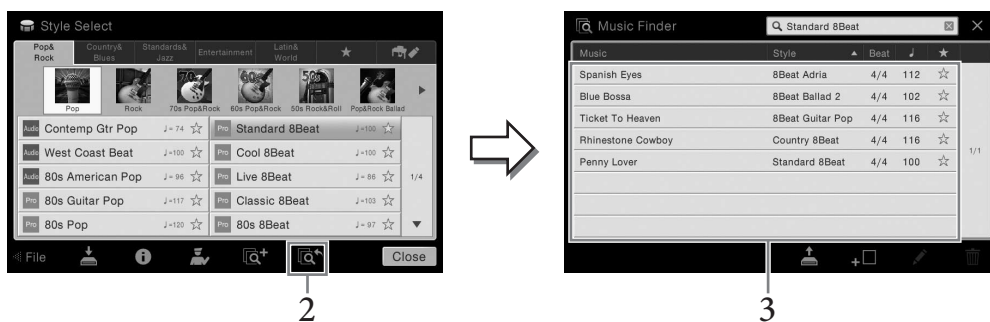 Style Select
Pop& Rock
Country& Blues
Standards& Jazz
Entertainment
Latin& World
Pop
Rock
70s Pop&Rock
60s Pop&Rock
50s Rock&Roll
Pop&Rock Ballad
Audio Contemp Gtr Pop ♩= 74
Pro Standard 8Beat ♩=100
Audio West Coast Beat ♩=100
Pro Cool 8Beat ♩=100
Audio 80s American Pop ♩= 96
Pro Live 8Beat ♩= 86
1/4
Pro 80s Guitar Pop ♩=117
Pro Classic 8Beat ♩=103
Pro 80s Pop ♩=120
Pro 80s 8Beat ♩= 97
File
Close
2
Music Finder
Standard 8Beat
Music Style Beat ♩ ★
Spanish Eyes 8Beat Adria 4/4 112
Blue Bossa 8Beat Ballad 2 4/4 102
Ticket To Heaven 8Beat Guitar Pop 4/4 116
Rhinestone Cowboy Country 8Beat 4/4 116
Penny Lover Standard 8Beat 4/4 100
1/1
3